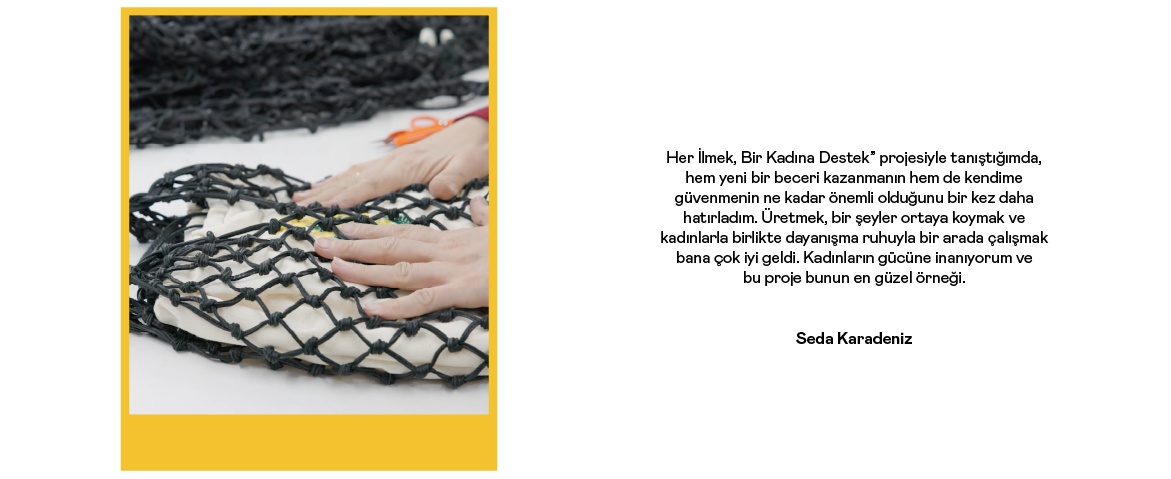 Her İlmek, Bir Kadına Destek” projesiyle tanıştığımda,
hem yeni bir beceri kazanmanın hem de kendime
güvenmenin ne kadar önemli olduğunu bir kez daha
hatırladım. Üretmek, bir şeyler ortaya koymak ve
kadınlarla birlikte dayanışma ruhuyla bir arada çalışmak
bana çok iyi geldi. Kadınların gücüne inanıyorum ve
bu proje bunun en güzel örneği.
Seda Karadeniz